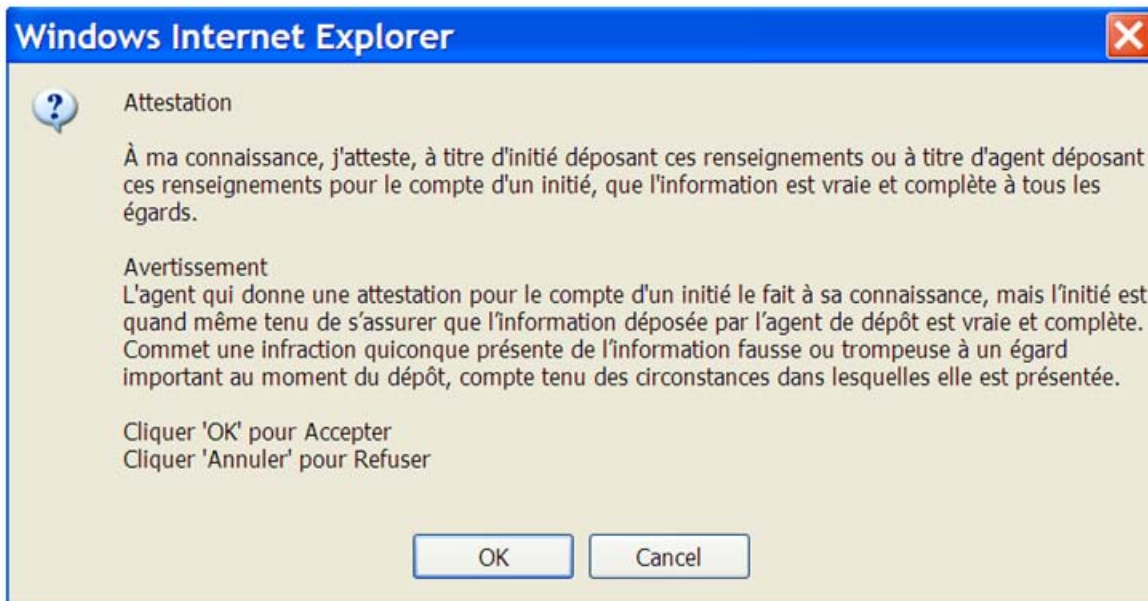 Windows Internet Explorer
Attestation
À ma connaissance, j'atteste, à titre d'initié déposant ces renseignements ou à titre d'agent déposant
ces renseignements pour le compte d'un initié, que l'information est vraie et complète à tous les
égards.
Avertissement
L'agent qui donne une attestation pour le compte d'un initié le fait à sa connaissance, mais l’initié est
quand même tenu de s’assurer que l’information déposée par l’agent de dépôt est vraie et complète.
Commet une infraction quiconque présente de l’information fausse ou trompeuse à un égard
important au moment du dépôt, compte tenu des circonstances dans lesquelles elle est présentée.
Cliquer 'OK' pour Accepter
Cliquer 'Annuler' pour Refuser
OK
Cancel